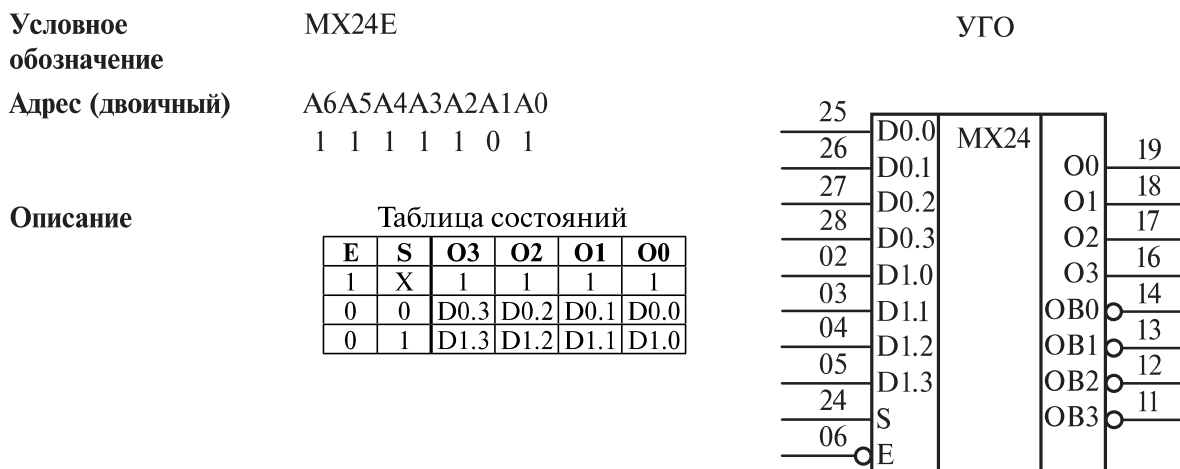 Условное обозначение
MX24E
Адрес (двоичный)
A6A5A4A3A2A1A0
1 1 1 1 1 0 1
Описание
Таблица состояний
E S O3 O2 O1 O0
1 X 1 1 1 1
0 0 D0.3 D0.2 D0.1 D0.0
0 1 D1.3 D1.2 D1.1 D1.0
УГО
MX24
25 D0.0
26 D0.1
27 D0.2
28 D0.3
02 D1.0
03 D1.1
04 D1.2
05 D1.3
24 S
06 E
O0 19
O1 18
O2 17
O3 16
OB0 14
OB1 13
OB2 12
OB3 11